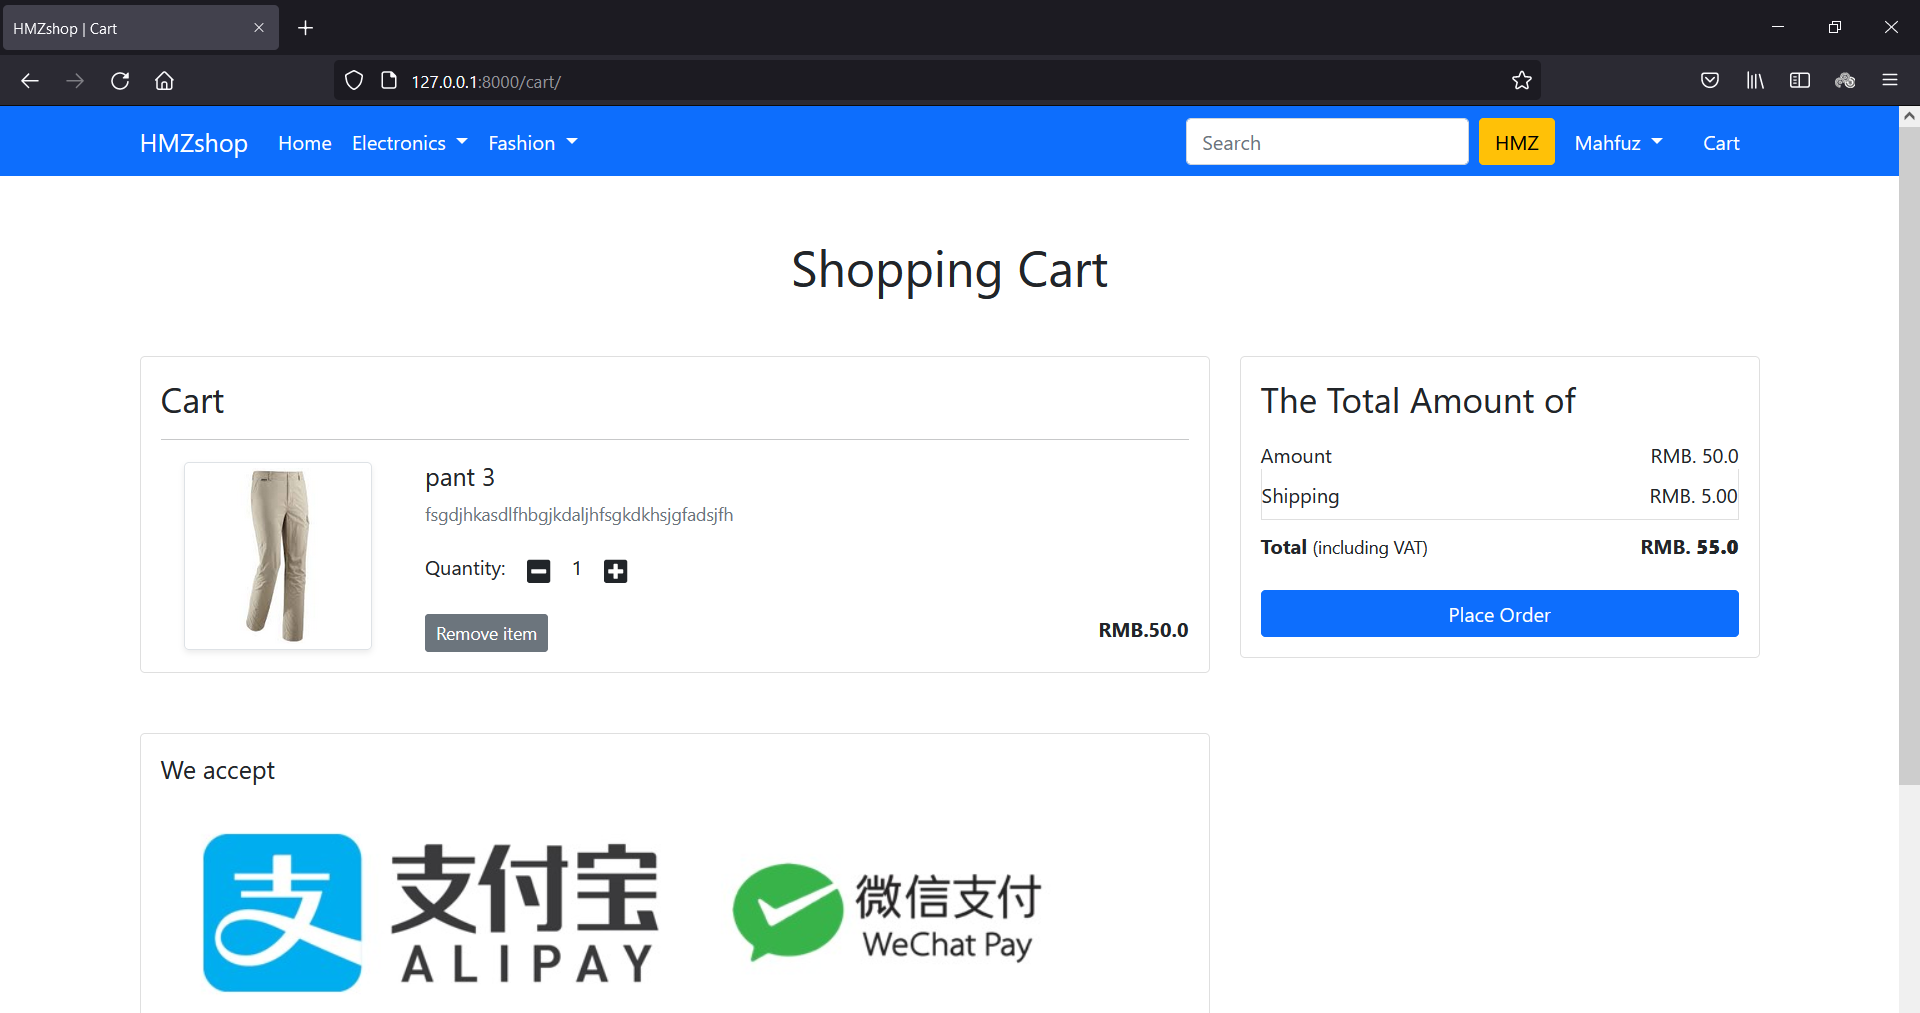 HMZshop | Cart
127.0.0.1:8000/cart/
HMZshop Home Electronics Fashion Search HMZ Mahfuz Cart
Shopping Cart
Cart
pant 3
fsgdjhkasdlfhbgjkdaljhfsgkdkhsjgfadsjfh
Quantity: 1
Remove item
RMB.50.0
The Total Amount of
Amount RMB. 50.0
Shipping RMB. 5.00
Total (including VAT) RMB. 55.0
Place Order
We accept
支 支付宝
ALIPAY
微信支付
WeChat Pay